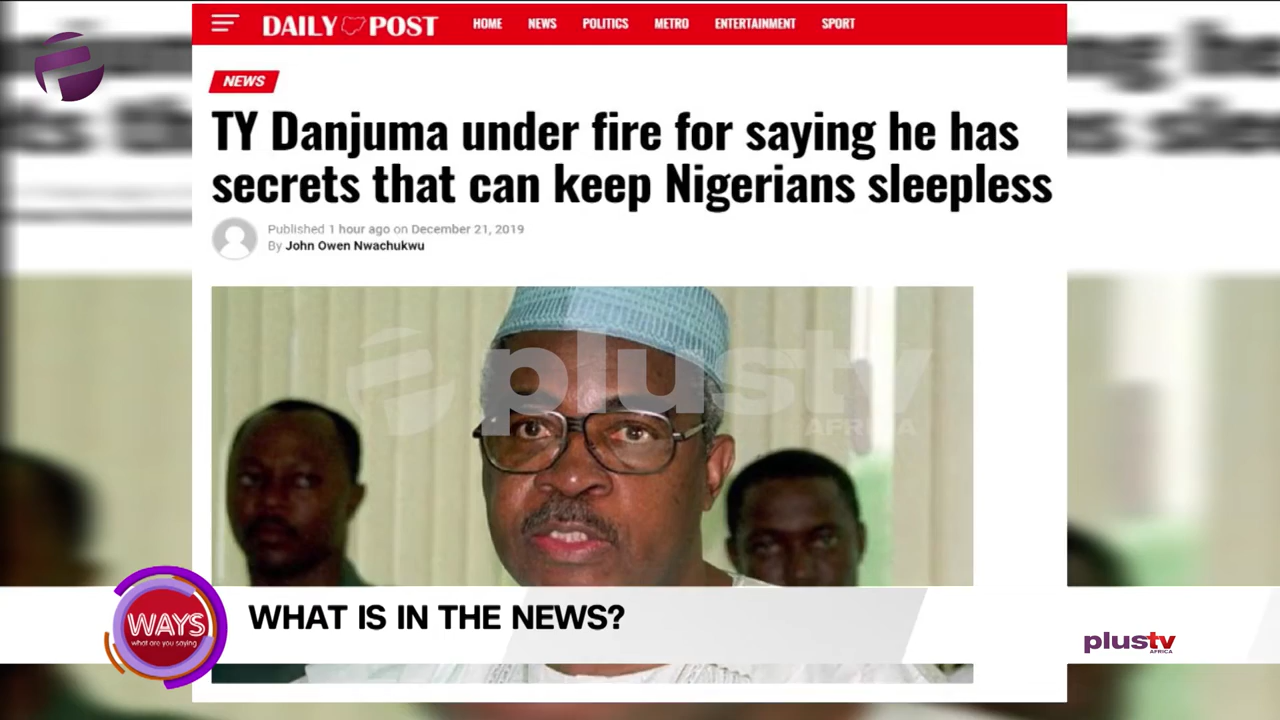 DAILY POST
HOME NEWS POLITICS METRO ENTERTAINMENT SPORT
NEWS
TY Danjuma under fire for saying he has
secrets that can keep Nigerians sleepless
Published 1 hour ago on December 21, 2019
By John Owen Nwachukwu
plustv
AFRICA
WAYS
what are you saying
WHAT IS IN THE NEWS?
plustv
AFRICA